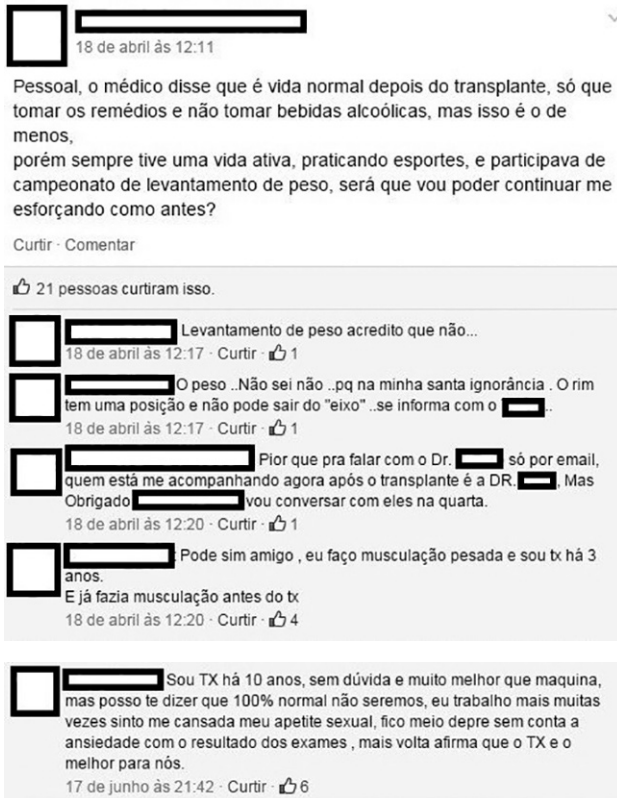 18 de abril às 12:11
Pessoal, o médico disse que é vida normal depois do transplante, só que
tomar os remédios e não tomar bebidas alcoólicas, mas isso é o de
menos,
porém sempre tive uma vida ativa, praticando esportes, e participava de
campeonato de levantamento de peso, será que vou poder continuar me
esforçando como antes?
Curtir · Comentar
21 pessoas curtiram isso.
Levantamento de peso acredito que não...
18 de abril às 12:17 · Curtir · 1
O peso ..Não sei não ..pq na minha santa ignorância . O rim
tem uma posição e não pode sair do "eixo" ..se informa com o ..
18 de abril às 12:17 · Curtir · 1
Pior que pra falar com o Dr. só por email,
quem está me acompanhando agora após o transplante é a DR. , Mas
Obrigado vou conversar com eles na quarta.
18 de abril às 12:20 · Curtir · 1
: Pode sim amigo , eu faço musculação pesada e sou tx há 3
anos.
E já fazia musculação antes do tx
18 de abril às 12:20 · Curtir · 4
Sou TX há 10 anos, sem dúvida e muito melhor que maquina,
mas posso te dizer que 100% normal não seremos, eu trabalho mais muitas
vezes sinto me cansada meu apetite sexual, fico meio depre sem conta a
ansiedade com o resultado dos exames , mais volta afirma que o TX e o
melhor para nós.
17 de junho às 21:42 · Curtir · 6